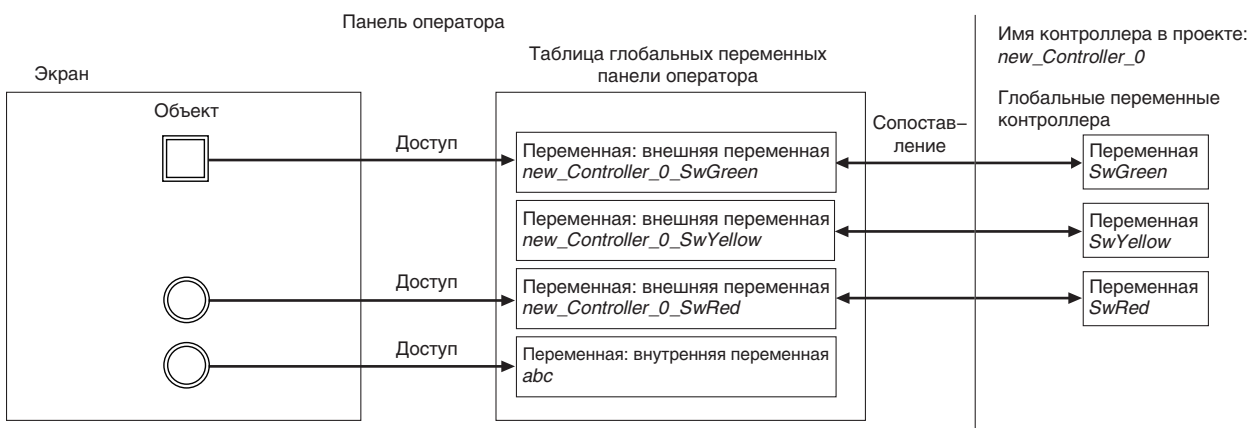 Панель оператора
Экран
Объект
Таблица глобальных переменных
панели оператора
Имя контроллера в проекте:
new_Controller_0
Глобальные переменные
контроллера
Сопостав–
ление
Доступ
Переменная: внешняя переменная
new_Controller_0_SwGreen
Переменная
SwGreen
Переменная: внешняя переменная
new_Controller_0_SwYellow
Переменная
SwYellow
Доступ
Переменная: внешняя переменная
new_Controller_0_SwRed
Переменная
SwRed
Доступ
Переменная: внутренняя переменная
abc